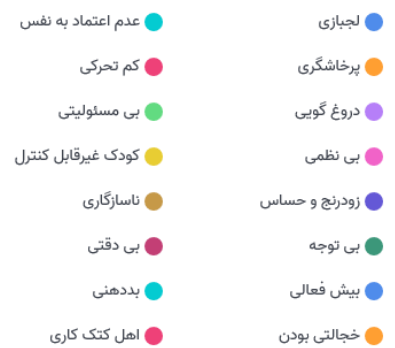 لجبازی
پرخاشگری
دروغ گویی
بی نظمی
زودرنج و حساس
بی توجه
بیش فعالی
خجالتی بودن
عدم اعتماد به نفس
کم تحرکی
بی مسئولیتی
کودک غیرقابل کنترل
ناسازگاری
بی دقتی
بددهنی
اهل کتک کاری